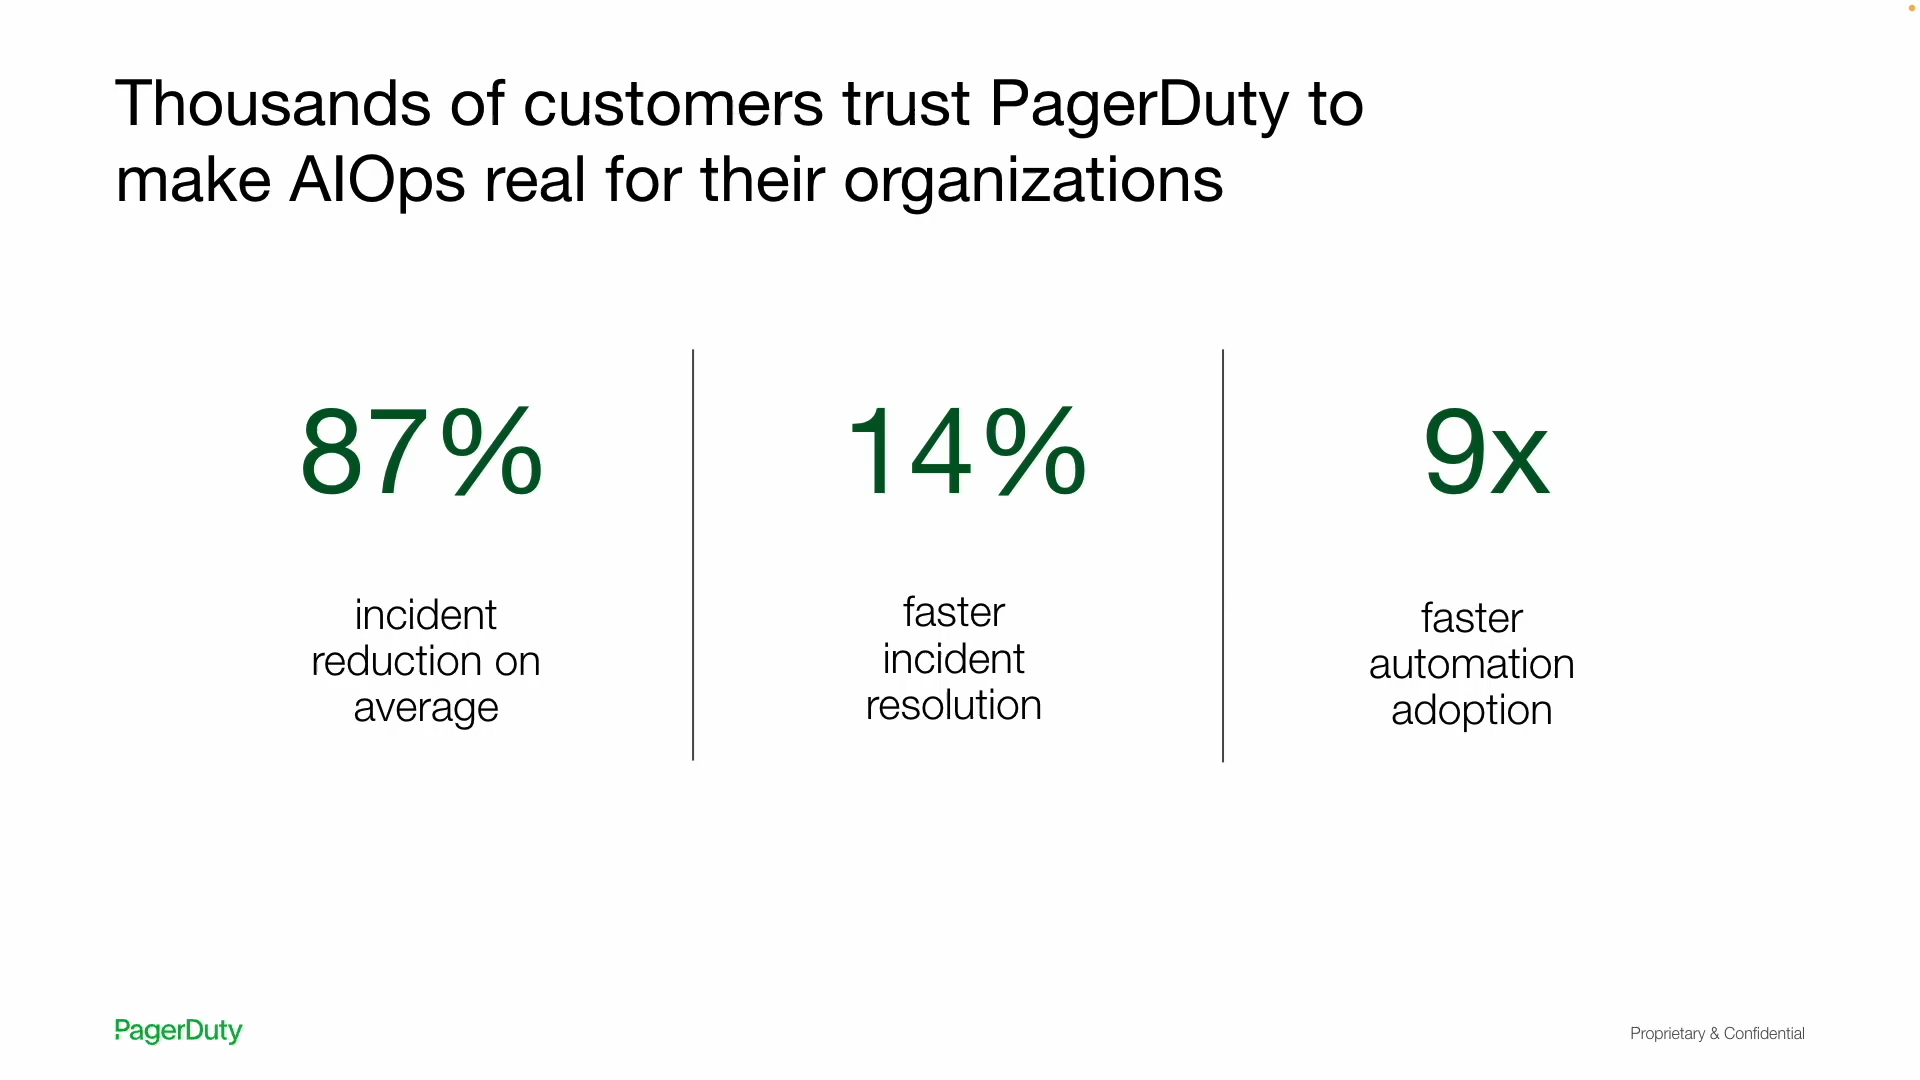 Thousands of customers trust PagerDuty to
make AIOps real for their organizations
87%
incident
reduction on
average
14%
faster
incident
resolution
9x
faster
automation
adoption
PagerDuty
Proprietary & Confidential